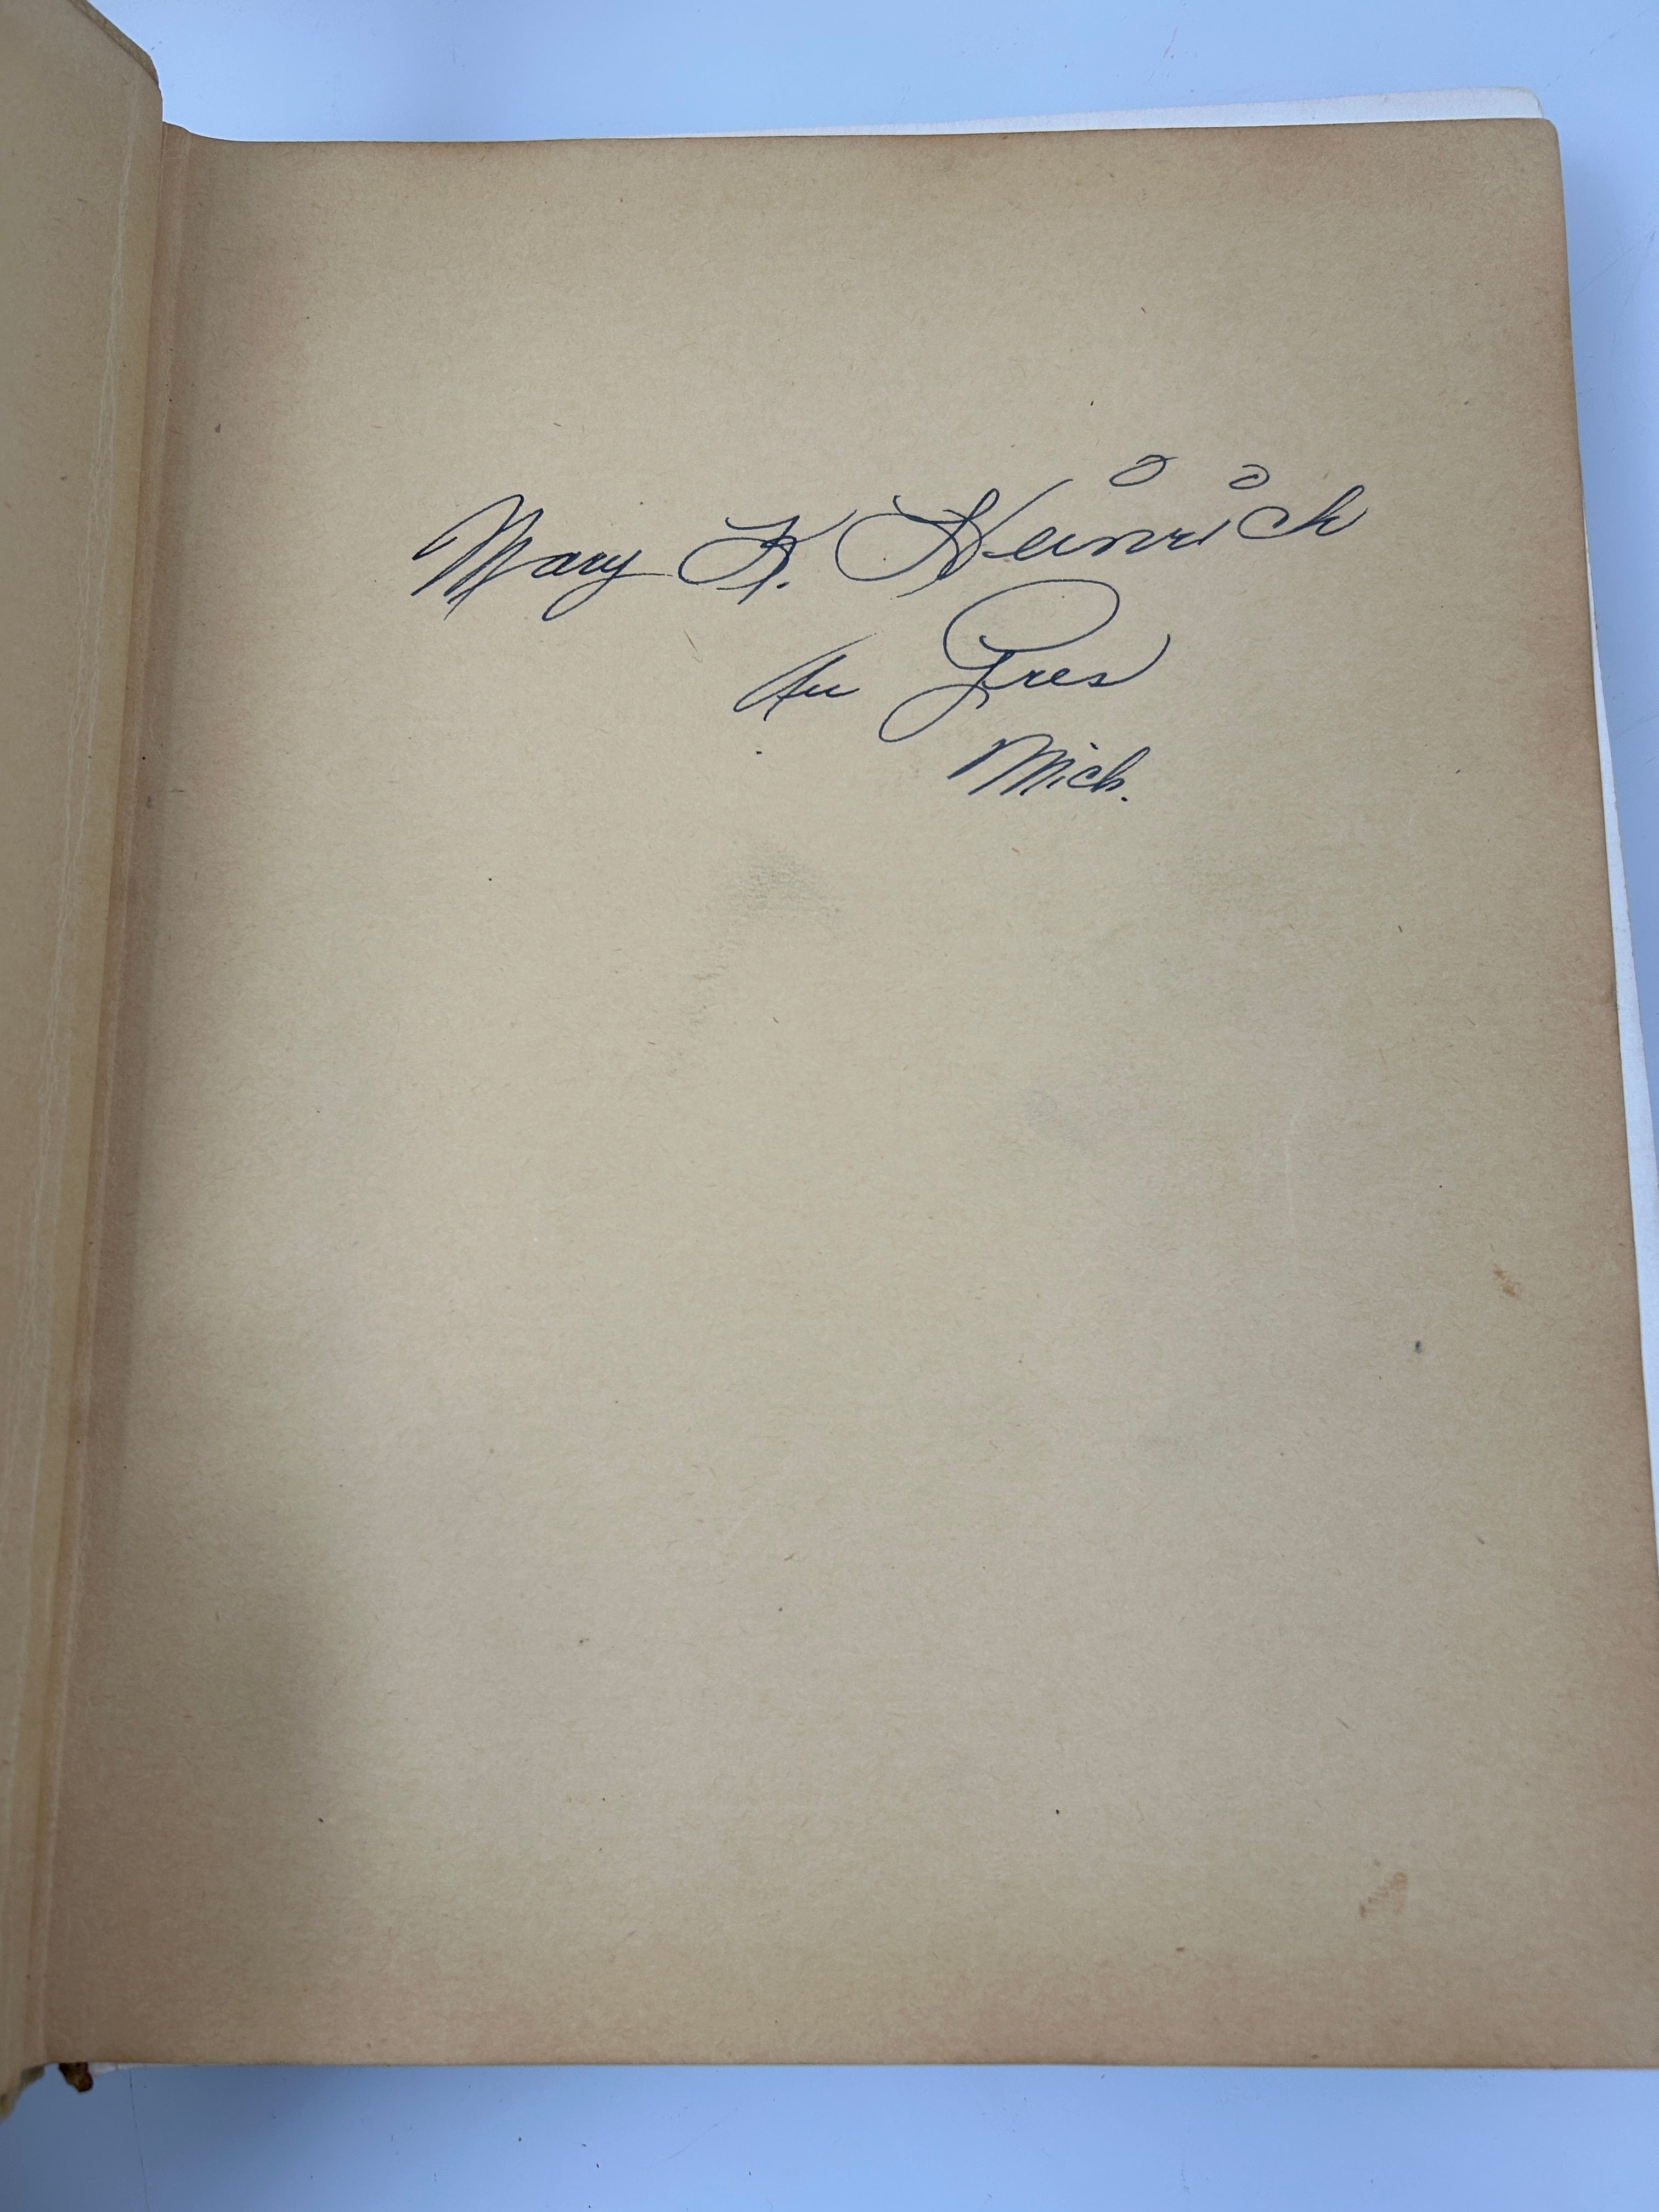 Mary K. Heinrich
Au Gres
Mich.